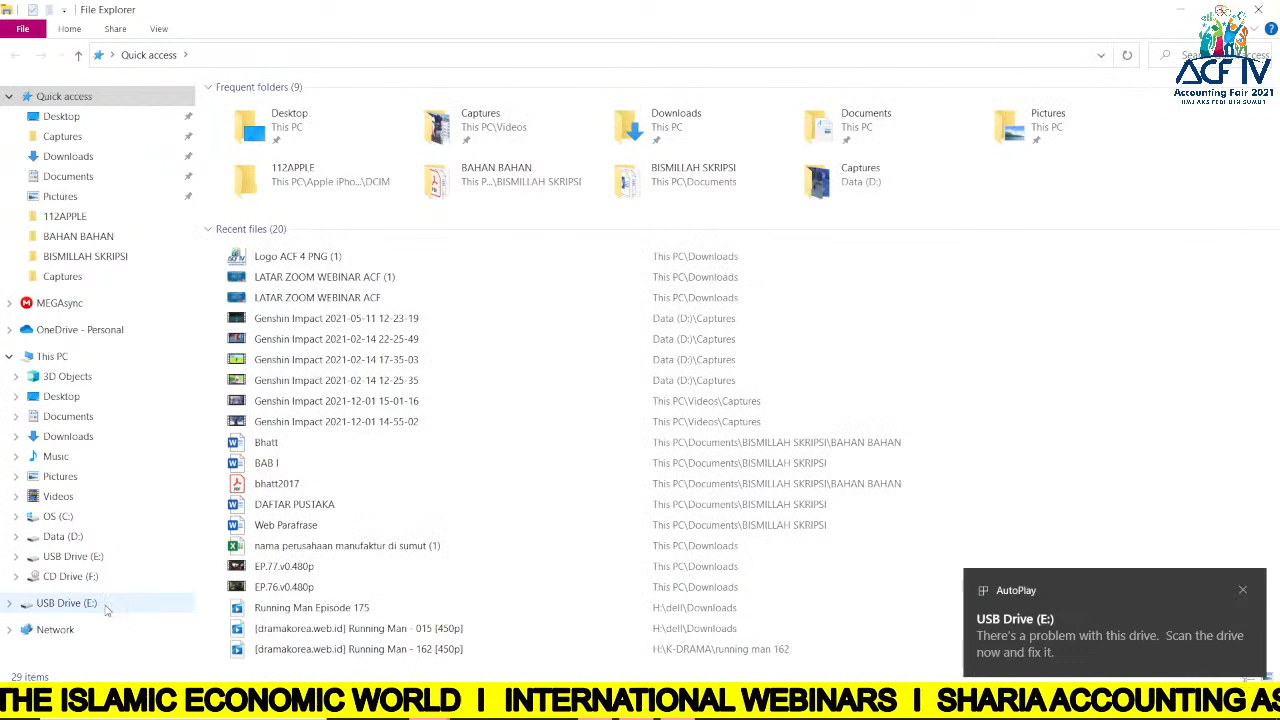 File Explorer
File Home Share View
Quick access
ACF IV
Accounting Fair 2021
Quick access
Desktop
Captures
Downloads
Documents
Pictures
112APPLE
BAHAN BAHAN
BISMILLAH SKRIPSI
Captures
MEGAsync
OneDrive - Personal
This PC
3D Objects
Desktop
Documents
Downloads
Music
Pictures
Videos
OS (C:)
Data (D:)
USB Drive (E:)
CD Drive (F:)
USB Drive (E:)
Network
29 items
Frequent folders (9)
Desktop
This PC
Captures
This PC\Videos
Downloads
This PC
Documents
This PC
Pictures
This PC
112APPLE
This PC\Apple iPho...\DCIM
BAHAN BAHAN
This P...\BISMILLAH SKRIPSI
BISMILLAH SKRIPSI
This PC\Documents
Captures
Data (D:)
Recent files (20)
Logo ACF 4 PNG (1) This PC\Downloads
LATAR ZOOM WEBINAR ACF (1) This PC\Downloads
LATAR ZOOM WEBINAR ACF This PC\Downloads
Genshin Impact 2021-05-11 12-23-19 Data (D:)\Captures
Genshin Impact 2021-02-14 22-25-49 Data (D:)\Captures
Genshin Impact 2021-02-14 17-35-03 Data (D:)\Captures
Genshin Impact 2021-02-14 12-25-35 Data (D:)\Captures
Genshin Impact 2021-12-01 15-01-16 This PC\Videos\Captures
Genshin Impact 2021-12-01 14-55-02 This PC\Videos\Captures
Bhatt This PC\Documents\BISMILLAH SKRIPSI\BAHAN BAHAN
BAB I This PC\Documents\BISMILLAH SKRIPSI
bhatt2017 This PC\Documents\BISMILLAH SKRIPSI\BAHAN BAHAN
DAFTAR PUSTAKA This PC\Documents\BISMILLAH SKRIPSI
Web Parafrase This PC\Documents\BISMILLAH SKRIPSI
nama perusahaan manufaktur di sumut (1) This PC\Downloads
EP.77.v0.480p This PC\Downloads
EP.76.v0.480p This PC\Downloads
Running Man Episode 175 H:\dell\Downloads
[dramakorea.web.id] Running Man - 015 [450p] H:\dell\Downloads
[dramakorea.web.id] Running Man - 162 [450p] H:\K-DRAMA\running man 162
AutoPlay
USB Drive (E:)
There's a problem with this drive. Scan the drive
now and fix it.
THE ISLAMIC ECONOMIC WORLD I INTERNATIONAL WEBINARS I SHARIA ACCOUNTING AS